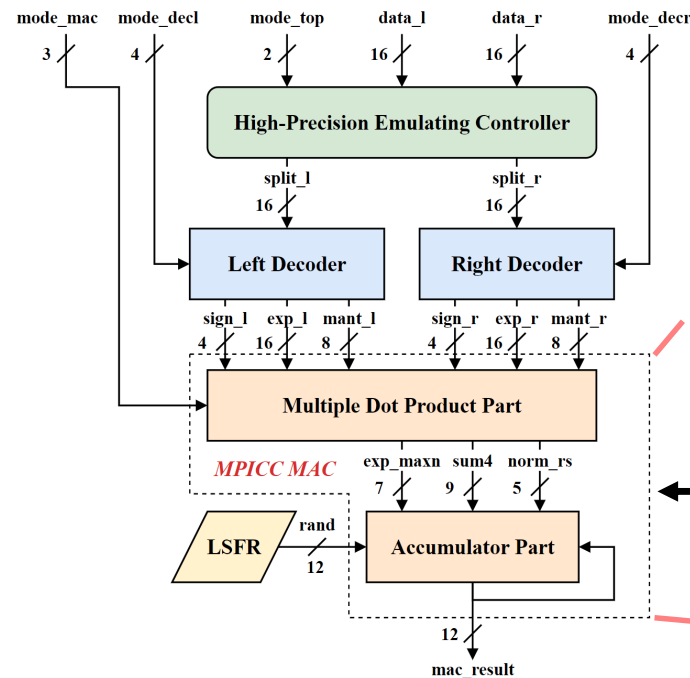 mode_mac mode_decl mode_top data_l data_r mode_decr
3 4 2 16 16 4
High-Precision Emulating Controller
split_l split_r
16 16
Left Decoder Right Decoder
sign_l exp_l mant_l sign_r exp_r mant_r
4 16 8 4 16 8
Multiple Dot Product Part
MPICC MAC exp_maxn sum4 norm_rs
7 9 5
LSFR rand Accumulator Part
12
12
mac_result